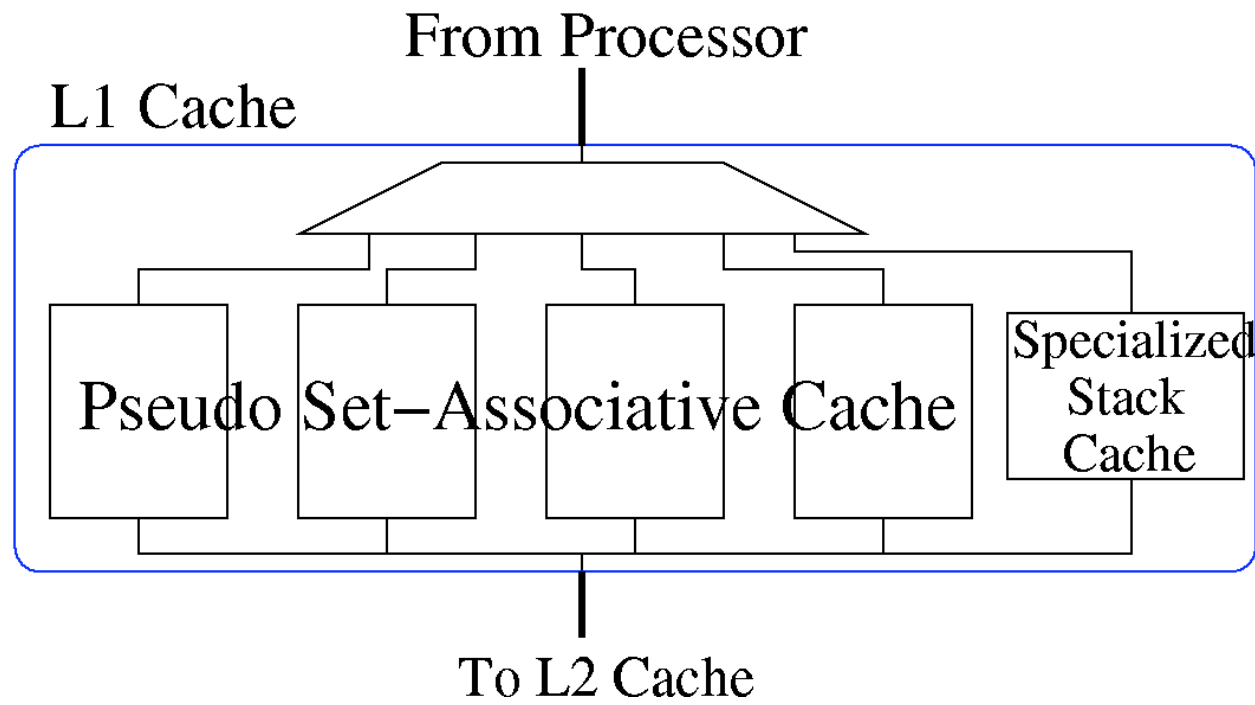 From Processor
L1 Cache
Pseudo Set−Associative Cache
Specialized
Stack
Cache
To L2 Cache